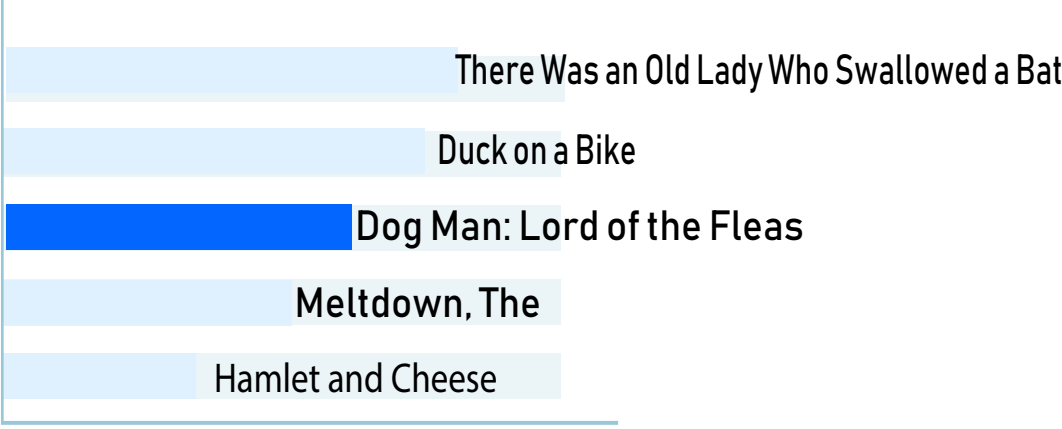 There Was an Old Lady Who Swallowed a Bat
Duck on a Bike
Dog Man: Lord of the Fleas
Meltdown, The
Hamlet and Cheese